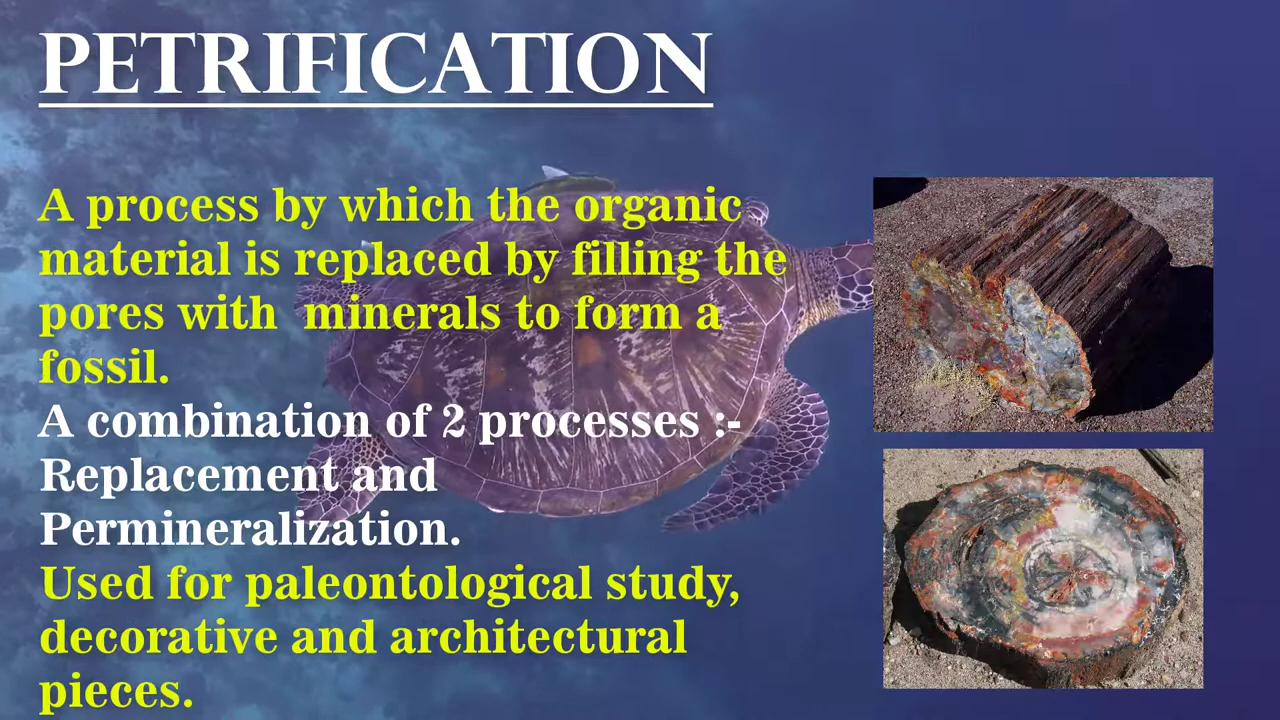 PETRIFICATION
A process by which the organic
material is replaced by filling the
pores with  minerals to form a
fossil.
A combination of 2 processes :-
Replacement and
Permineralization.
Used for paleontological study,
decorative and architectural
pieces.